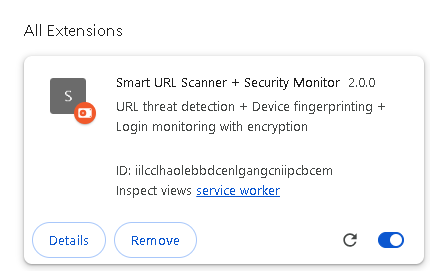 All Extensions
S
Smart URL Scanner + Security Monitor 2.0.0
URL threat detection + Device fingerprinting +
Login monitoring with encryption
ID: iilcclhaolebbdcenlgangcniipcbcem
Inspect views service worker
Details
Remove